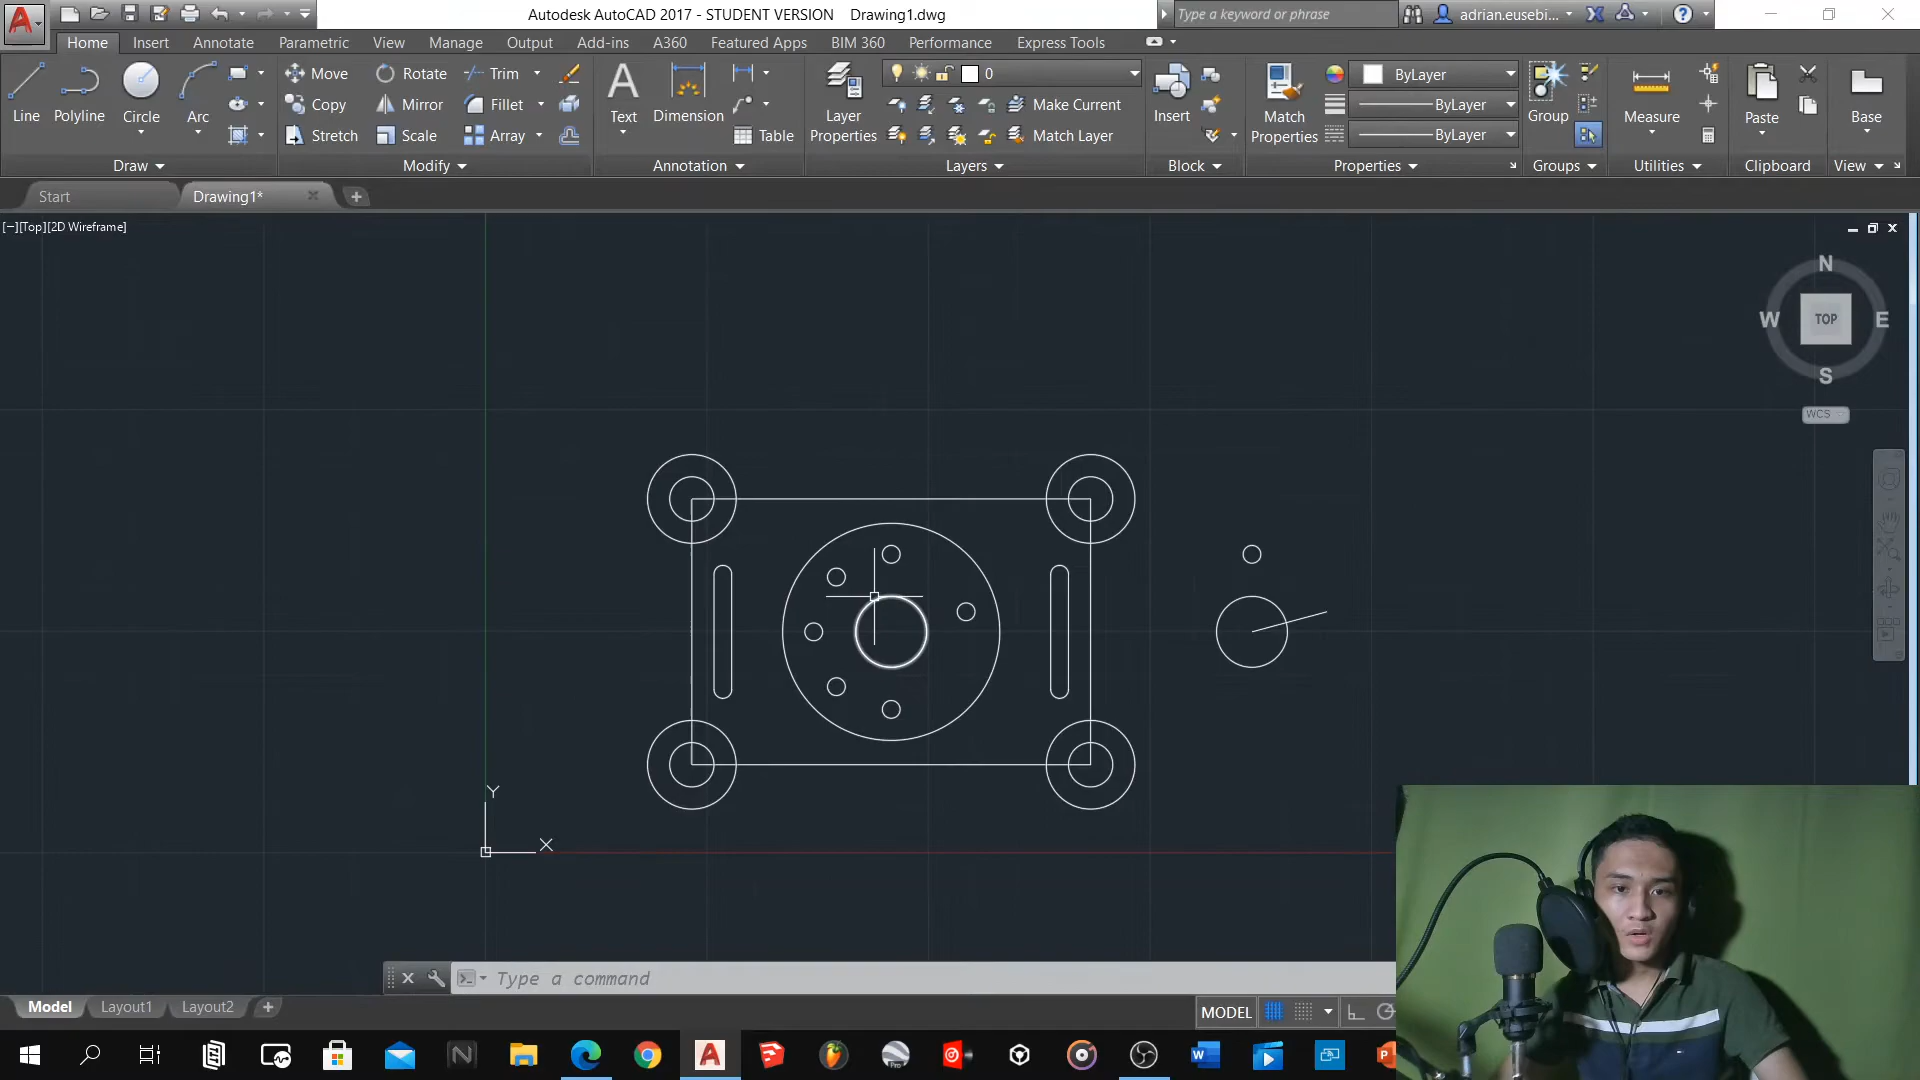 Autodesk AutoCAD 2017 - STUDENT VERSION Drawing1.dwg
Type a keyword or phrase
adrian.eusebi...
Home Insert Annotate Parametric View Manage Output Add-ins A360 Featured Apps BIM 360 Performance Express Tools
Line Polyline Circle Arc
Move Rotate Trim
Copy Mirror Fillet
Stretch Scale Array
Text Dimension Table
Layer Properties
0
Make Current
Match Layer
Insert
Match Properties
ByLayer
ByLayer
ByLayer
Group
Measure
Paste
Base
Draw Modify Annotation Layers Block Properties Groups Utilities Clipboard View
Start Drawing1*
[−][Top][2D Wireframe]
N
W TOP E
S
WCS
Y
X
Type a command
Model Layout1 Layout2
MODEL